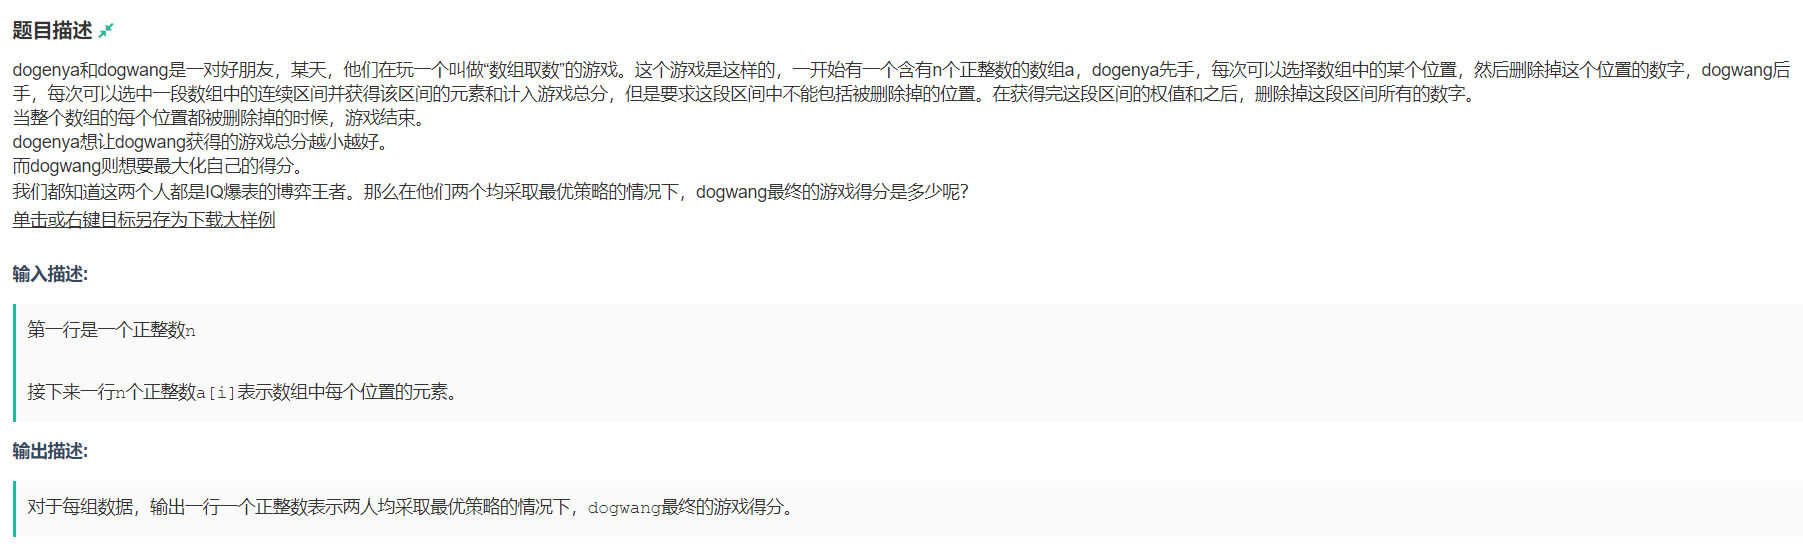 题目描述
dogenya和dogwang是一对好朋友，某天，他们在玩一个叫做“数组取数”的游戏。这个游戏是这样的，一开始有一个含有n个正整数的数组a，dogenya先手，每次可以选择数组中的某个位置，然后删除掉这个位置的数字，dogwang后
手，每次可以选中一段数组中的连续区间并获得该区间的元素和计入游戏总分，但是要求这段区间中不能包括被删除掉的位置。在获得完这段区间的权值和之后，删除掉这段区间所有的数字。
当整个数组的每个位置都被删除掉的时候，游戏结束。
dogenya想让dogwang获得的游戏总分越小越好。
而dogwang则想要最大化自己的得分。
我们都知道这两个人都是IQ爆表的博弈王者。那么在他们两个均采取最优策略的情况下，dogwang最终的游戏得分是多少呢？
单击或右键目标另存为下载大样例
输入描述:
第一行是一个正整数n
接下来一行n个正整数a[i]表示数组中每个位置的元素。
输出描述:
对于每组数据，输出一行一个正整数表示两人均采取最优策略的情况下，dogwang最终的游戏得分。